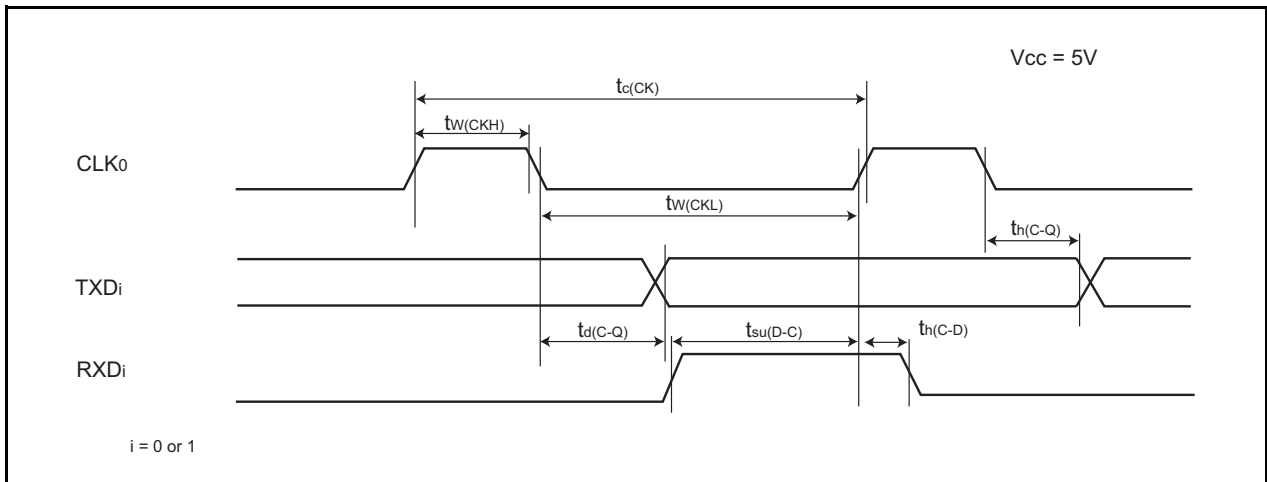 Vcc = 5V
tc(CK)
tW(CKH)
CLK0
tW(CKL)
th(C-Q)
TXDi
td(C-Q)
tsu(D-C)
th(C-D)
RXDi
i = 0 or 1